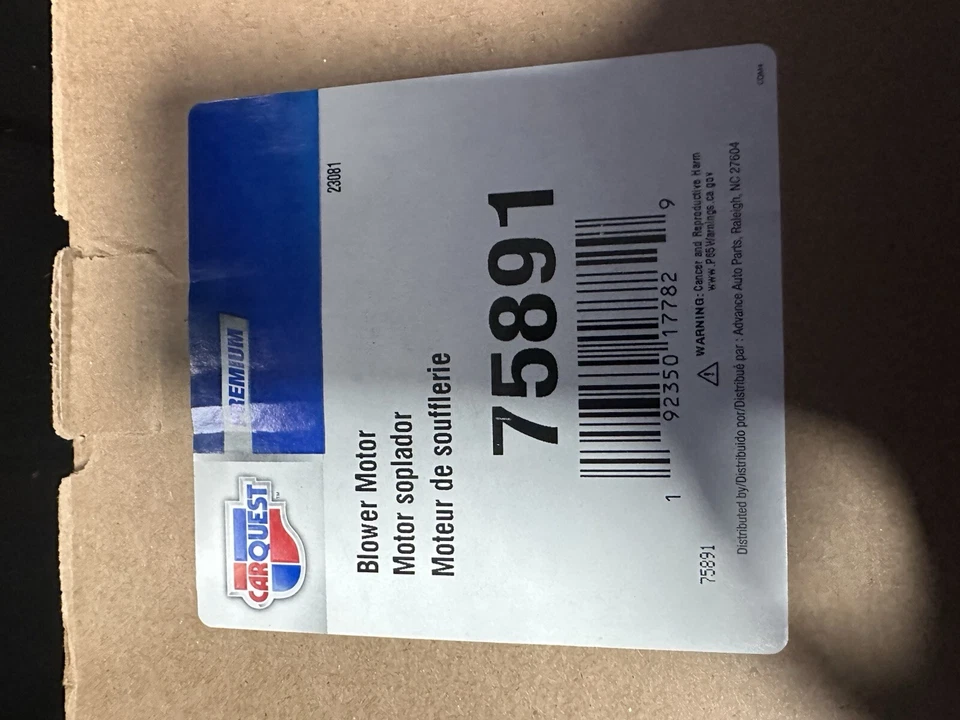 CARQUEST™
PREMIUM
23081
Blower Motor
Motor soplador
Moteur de soufflerie
75891
1 92350 17782 9
75891
⚠ WARNING: Cancer and Reproductive Harm
www.P65Warnings.ca.gov
Distributed by/Distribuido por/Distribué par : Advance Auto Parts, Raleigh, NC 27604